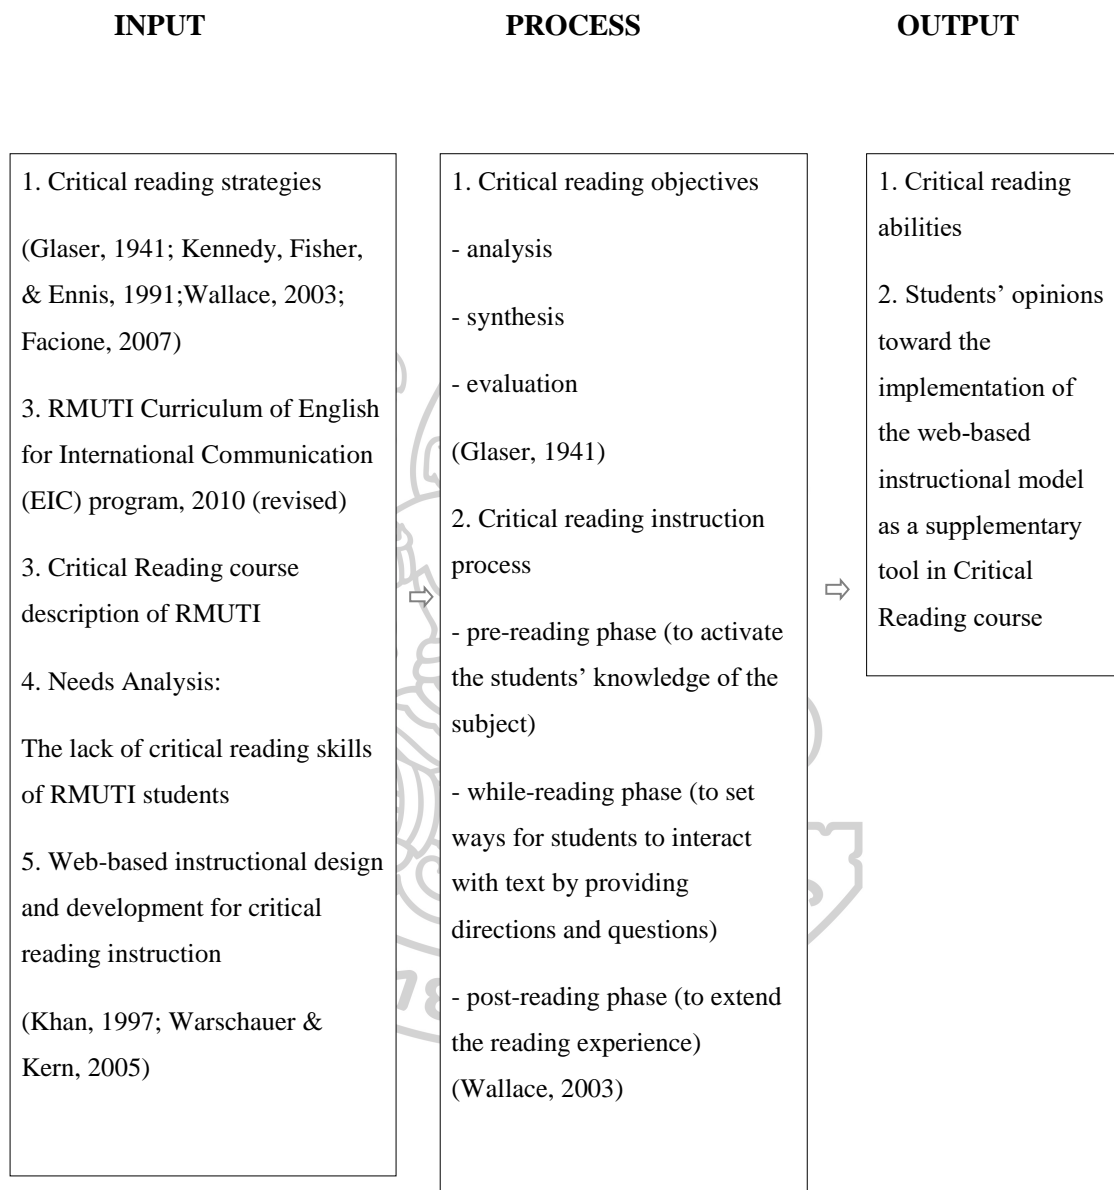 INPUT
PROCESS
OUTPUT
1. Critical reading strategies
(Glaser, 1941; Kennedy, Fisher,
& Ennis, 1991;Wallace, 2003;
Facione, 2007)
3. RMUTI Curriculum of English
for International Communication
(EIC) program, 2010 (revised)
3. Critical Reading course
description of RMUTI
4. Needs Analysis:
The lack of critical reading skills
of RMUTI students
5. Web-based instructional design
and development for critical
reading instruction
(Khan, 1997; Warschauer &
Kern, 2005)
1. Critical reading objectives
- analysis
- synthesis
- evaluation
(Glaser, 1941)
2. Critical reading instruction
process
- pre-reading phase (to activate
the students’ knowledge of the
subject)
- while-reading phase (to set
ways for students to interact
with text by providing
directions and questions)
- post-reading phase (to extend
the reading experience)
(Wallace, 2003)
1. Critical reading
abilities
2. Students’ opinions
toward the
implementation of
the web-based
instructional model
as a supplementary
tool in Critical
Reading course